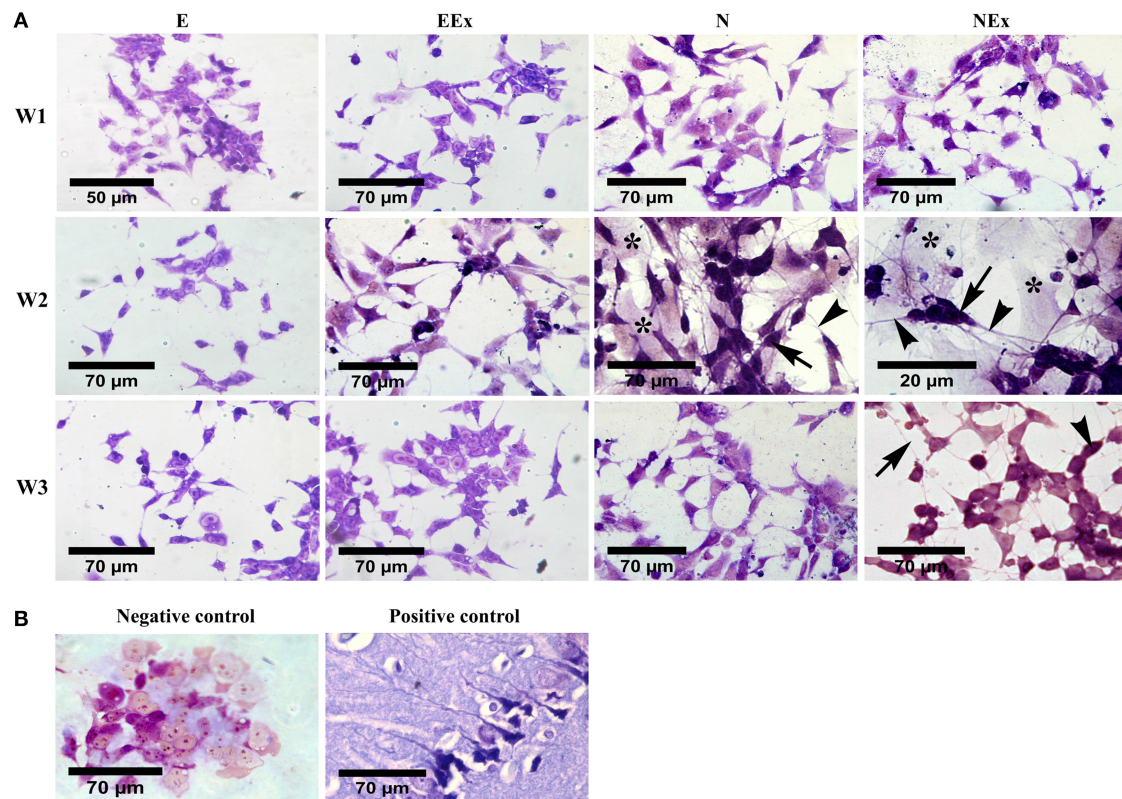 A
E EEx N NEx
W1
50 µm 70 µm 70 µm 70 µm
W2
* * *
* *
70 µm 70 µm 70 µm 20 µm
W3
70 µm 70 µm 70 µm 70 µm
B
Negative control Positive control
70 µm 70 µm